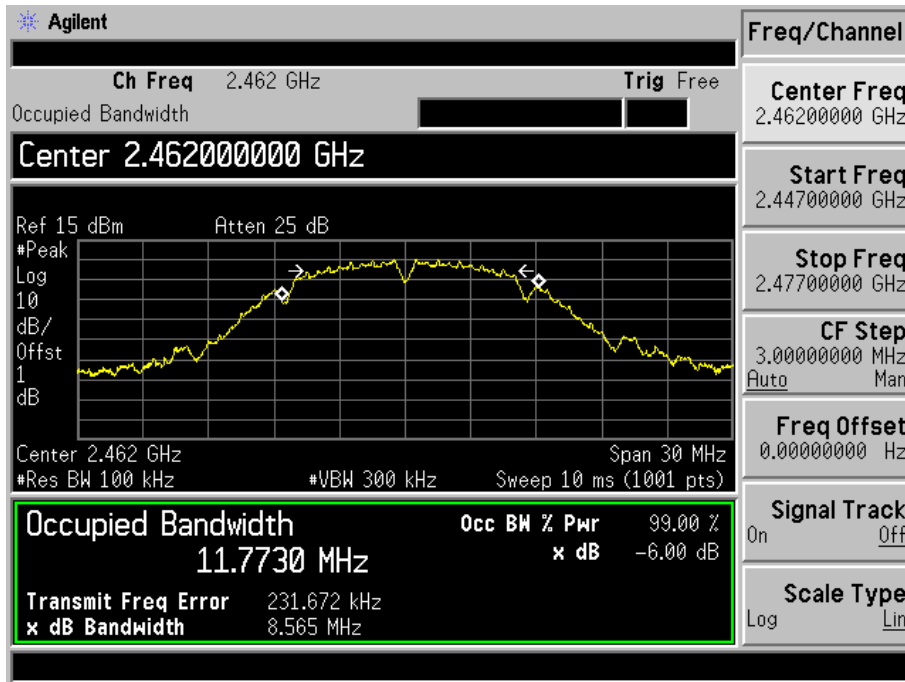 Agilent
Freq/Channel
Ch Freq 2.462 GHz Trig Free
Occupied Bandwidth
Center 2.462000000 GHz
Center Freq
2.46200000 GHz
Start Freq
2.44700000 GHz
Stop Freq
2.47700000 GHz
CF Step
3.00000000 MHz
Auto Man
Freq Offset
0.00000000 Hz
Signal Track
On Off
Scale Type
Log Lin
Ref 15 dBm Atten 25 dB
#Peak
Log
10
dB/
Offst
1
dB
Center 2.462 GHz Span 30 MHz
#Res BW 100 kHz #VBW 300 kHz Sweep 10 ms (1001 pts)
Occupied Bandwidth Occ BW % Pwr 99.00 %
11.7730 MHz x dB -6.00 dB
Transmit Freq Error 231.672 kHz
x dB Bandwidth 8.565 MHz